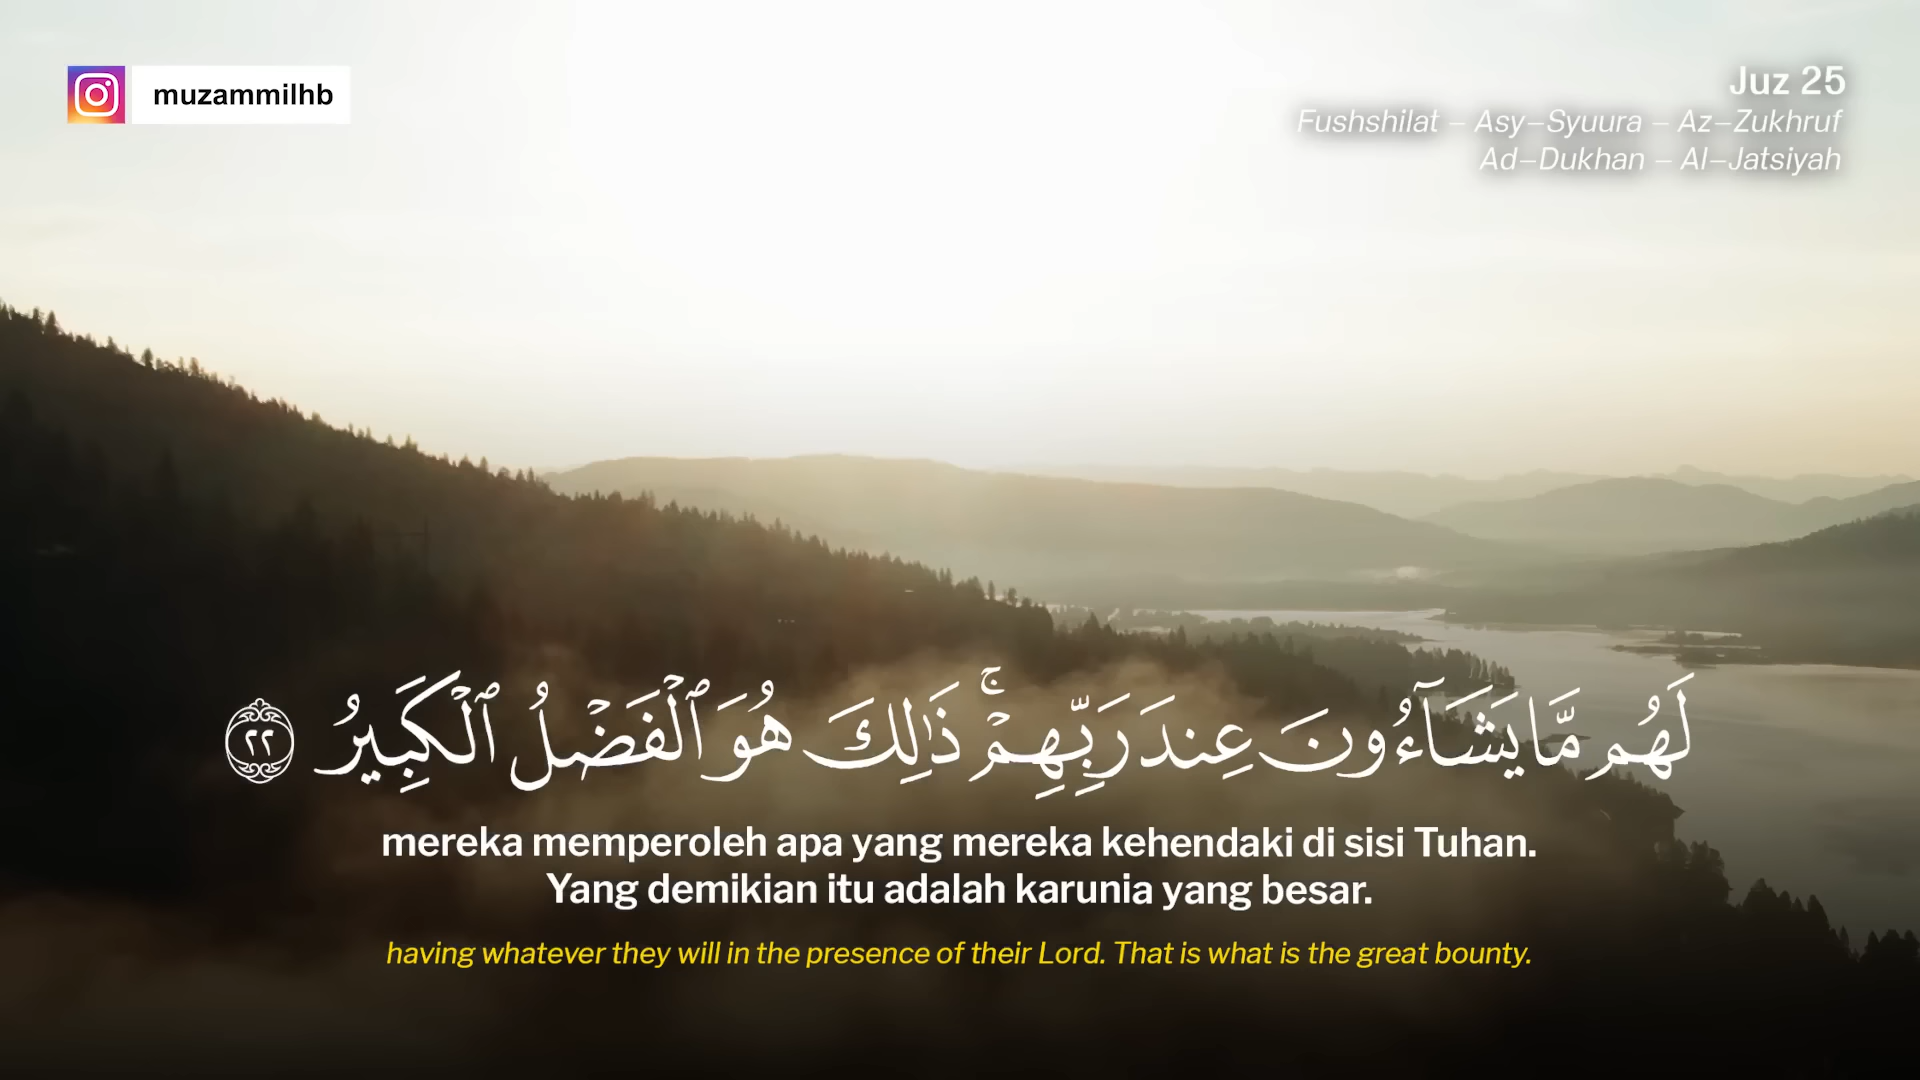 muzammilhb
Juz 25
Fushshilat – Asy–Syuura – Az–Zukhruf
Ad–Dukhan – Al–Jatsiyah
لَهُم مَّا يَشَآءُونَ عِندَ رَبِّهِمْ ۚ ذَٰلِكَ هُوَ ٱلْفَضْلُ ٱلْكَبِيرُ ٢٢
mereka memperoleh apa yang mereka kehendaki di sisi Tuhan.
Yang demikian itu adalah karunia yang besar.
having whatever they will in the presence of their Lord. That is what is the great bounty.